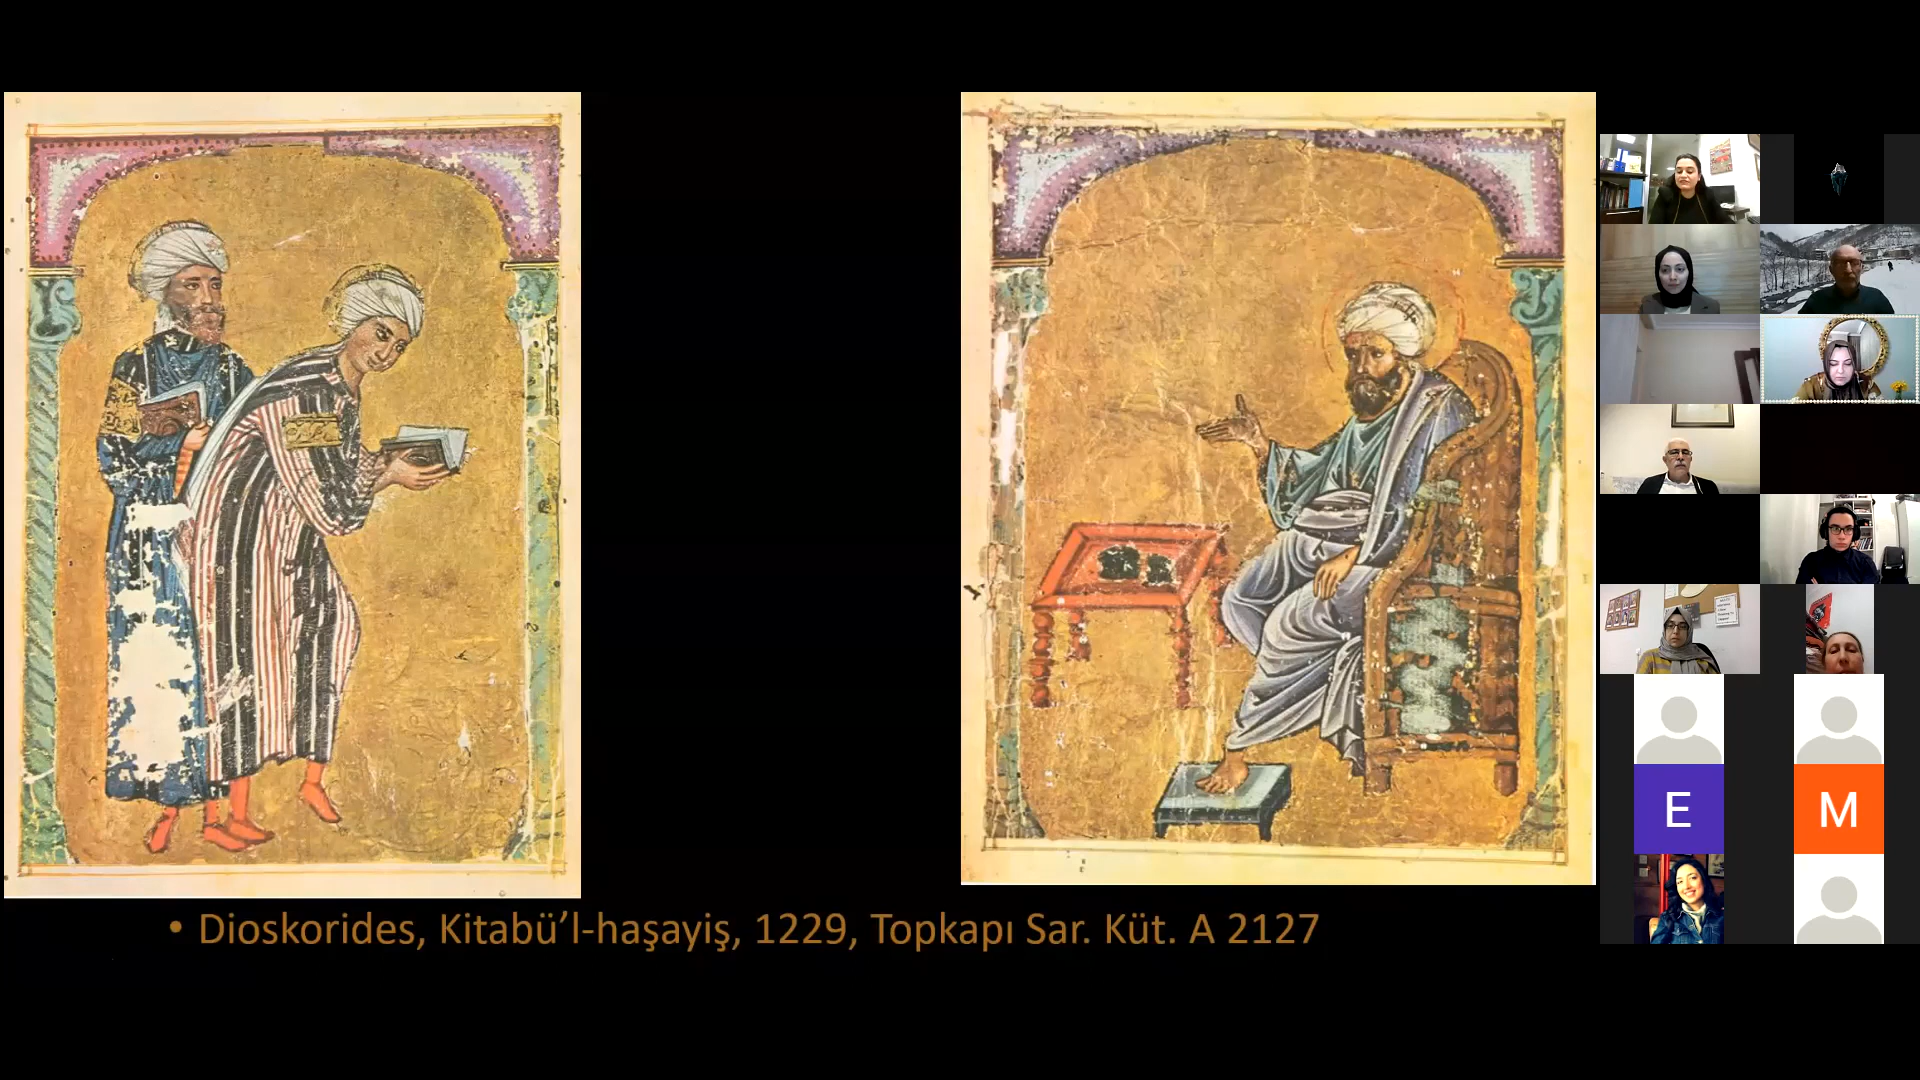 • Dioskorides, Kitabü’l-haşayiş, 1229, Topkapı Sar. Küt. A 2127
E
M